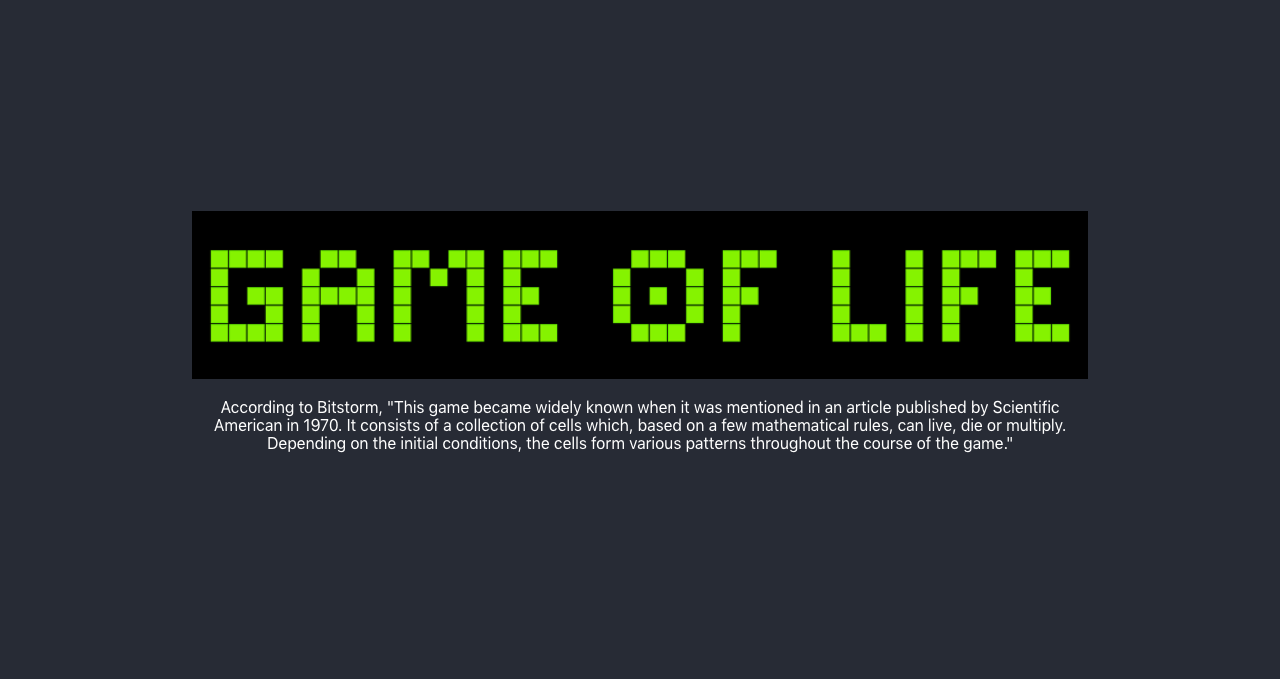 GAME OF LIFE
According to Bitstorm, "This game became widely known when it was mentioned in an article published by Scientific
American in 1970. It consists of a collection of cells which, based on a few mathematical rules, can live, die or multiply.
Depending on the initial conditions, the cells form various patterns throughout the course of the game."